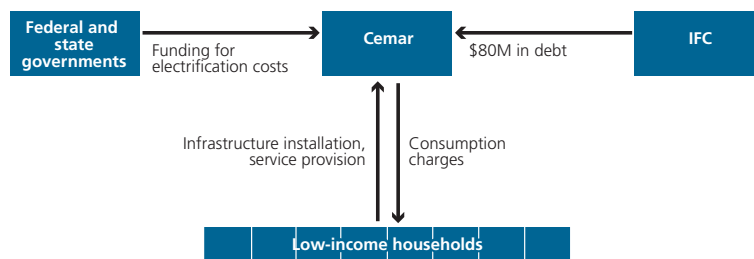 Federal and
state
governments
Funding for
electrification costs
Cemar
$80M in debt
IFC
Infrastructure installation,
service provision
Consumption
charges
Low-income households